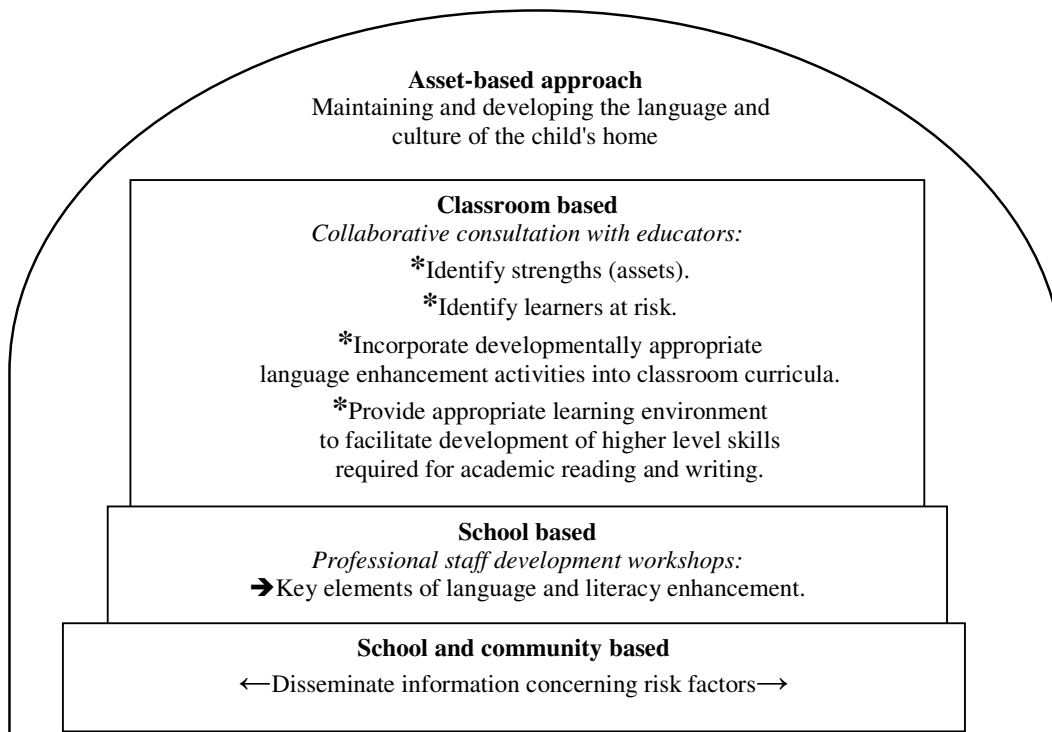 Asset-based approach
Maintaining and developing the language and
culture of the child's home
Classroom based
Collaborative consultation with educators:
*Identify strengths (assets).
*Identify learners at risk.
*Incorporate developmentally appropriate
language enhancement activities into classroom curricula.
*Provide appropriate learning environment
to facilitate development of higher level skills
required for academic reading and writing.
School based
Professional staff development workshops:
➔Key elements of language and literacy enhancement.
School and community based
←Disseminate information concerning risk factors→